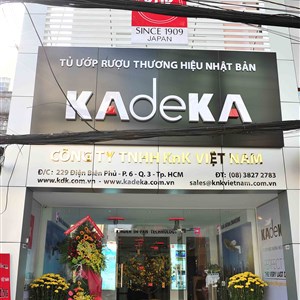 SINCE 1909
JAPAN
TỦ ƯỚP RƯỢU THƯƠNG HIỆU NHẬT BẢN
KAdeKA
CÔNG TY TNHH KNK VIỆT NAM
Đ/C: 229 Điện Biên Phủ - P. 6 - Q. 3 - Tp. HCM
ĐT: (08) 3827 2783
www.kdk.com.vn - www.kadeka.com.vn
sales@knkvietnam.com.vn
KADEKA